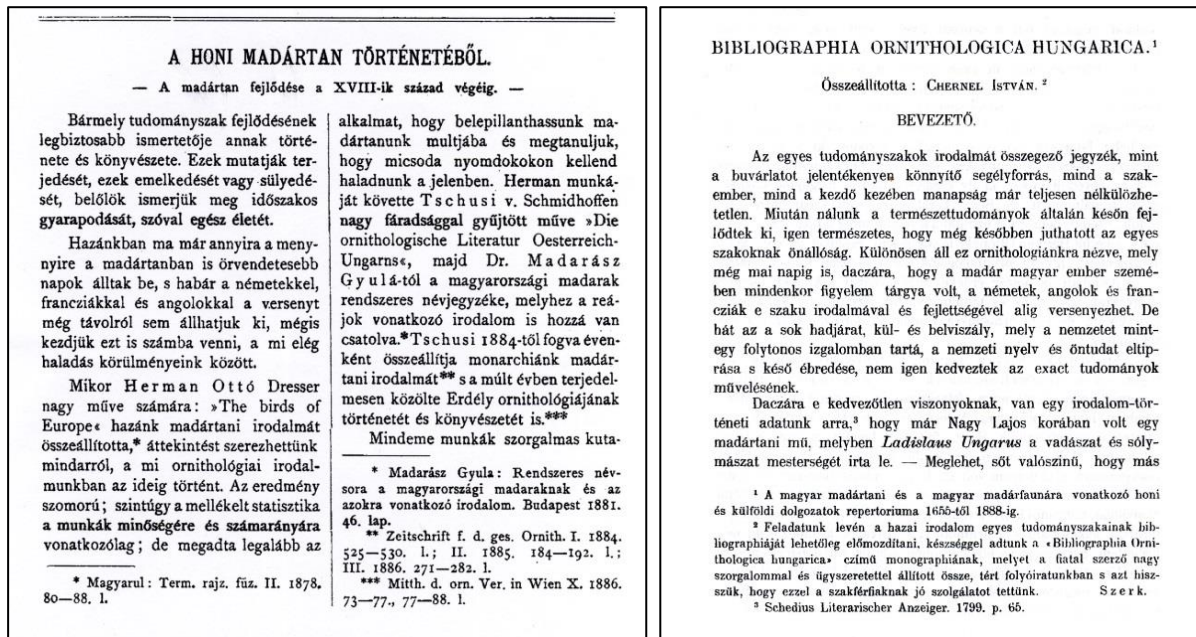 A HONI MADÁRTAN TÖRTÉNETÉBŐL.
— A madártan fejlődése a XVIII-ik század végéig. —
Bármely tudományszak fejlődésének
legbiztosabb ismertetője annak törté-
nete és könyvészete. Ezek mutatják ter-
jedését, ezek emelkedését vagy sülyedé-
sét, belőlök ismerjük meg időszakos
gyarapodását, szóval egész életét.
Hazánkban ma már annyira a meny-
nyire a madártanban is örvendetesebb
napok álltak be, s habár a németekkel,
francziákkal és angolokkal a versenyt
még távolról sem állhatjuk ki, mégis
kezdjük ezt is számba venni, a mi elég
haladás körülményeink között.
Mikor Herman Ottó Dresser
nagy műve számára: »The birds of
Europe« hazánk madártani irodalmát
összeállította,* áttekintést szerezhettünk
mindarról, a mi ornithológiai irodal-
munkban az ideig történt. Az eredmény
szomorú; szintúgy a mellékelt statisztika
a munkák minőségére és számarányára
vonatkozólag; de megadta legalább az
* Magyarul: Term. rajz. füz. II. 1878.
80—88. l.
alkalmat, hogy belepillanthassunk ma-
dártanunk multjába és megtanuljuk,
hogy micsoda nyomdokokon kellend
haladnunk a jelenben. Herman munká-
ját követte Tschusi v. Schmidhoffen
nagy fáradsággal gyűjtött műve »Die
ornithologische Literatur Oesterreich-
Ungarns«, majd Dr. Madarász
Gyulá-tól a magyarországi madarak
rendszeres névjegyzéke, melyhez a reá-
jok vonatkozó irodalom is hozzá van
csatolva.* Tschusi 1884-től fogva éven-
ként összeállítja monarchiánk madár-
tani irodalmát** s a múlt évben terjedel-
mesen közölte Erdély ornithológiájának
történetét és könyvészetét is.***
Mindeme munkák szorgalmas kuta-
* Madarász Gyula: Rendszeres név-
sora a magyarországi madaraknak és az
azokra vonatkozó irodalom. Budapest 1881.
46. lap.
** Zeitschrift f. d. ges. Ornith. I. 1884.
525—530. l.; II. 1885. 184—192. l.;
III. 1886. 271—282. l.
*** Mitth. d. orn. Ver. in Wien X. 1886.
73—77., 77—88. l.
BIBLIOGRAPHIA ORNITHOLOGICA HUNGARICA.¹
Összeállította: CHERNEL ISTVÁN.²
BEVEZETŐ.
Az egyes tudományszakok irodalmát összegező jegyzék, mint
a buvárlatot jelentékenyen könnyítő segélyforrás, mind a szak-
ember, mind a kezdő kezében manapság már teljesen nélkülözhe-
tetlen. Miután nálunk a természettudományok általán későn fej-
lődtek ki, igen természetes, hogy még későbben juthatott az egyes
szakoknak önállóság. Különösen áll ez ornithologiánkra nézve, mely
még mai napig is, daczára, hogy a madár magyar ember szemé-
ben mindenkor figyelem tárgya volt, a németek, angolok és fran-
cziák e szaku irodalmával és fejlettségével alig versenyezhet. De
hát az a sok hadjárat, kül- és belviszály, mely a nemzetet mint-
egy folytonos izgalomban tartá, a nemzeti nyelv és öntudat eltip-
rása s késő ébredése, nem igen kedveztek az exact tudományok
művelésének.
Daczára e kedvezőtlen viszonyoknak, van egy irodalom-tör-
téneti adatunk arra,³ hogy már Nagy Lajos korában volt egy
madártani mű, melyben Ladislaus Ungarus a vadászat és sóly-
mászat mesterségét irta le. — Meglehet, sőt valószinű, hogy más
¹ A magyar madártani és a magyar madárfaunára vonatkozó honi
és külföldi dolgozatok repertoriuma 1655-től 1888-ig.
² Feladatunk levén a hazai irodalom egyes tudományszakainak bib-
liographiáját lehetőleg előmozdítani, készséggel adtunk a «Bibliographia Orni-
thologica hungarica» czímű monographiának, melyet a fiatal szerző nagy
szorgalommal és ügyszeretettel állított össze, tért folyóiratunkban s azt hisz-
szük, hogy ezzel a szakférfiaknak jó szolgálatot tettünk. Szerk.
³ Schedius Literarischer Anzeiger. 1799. p. 65.